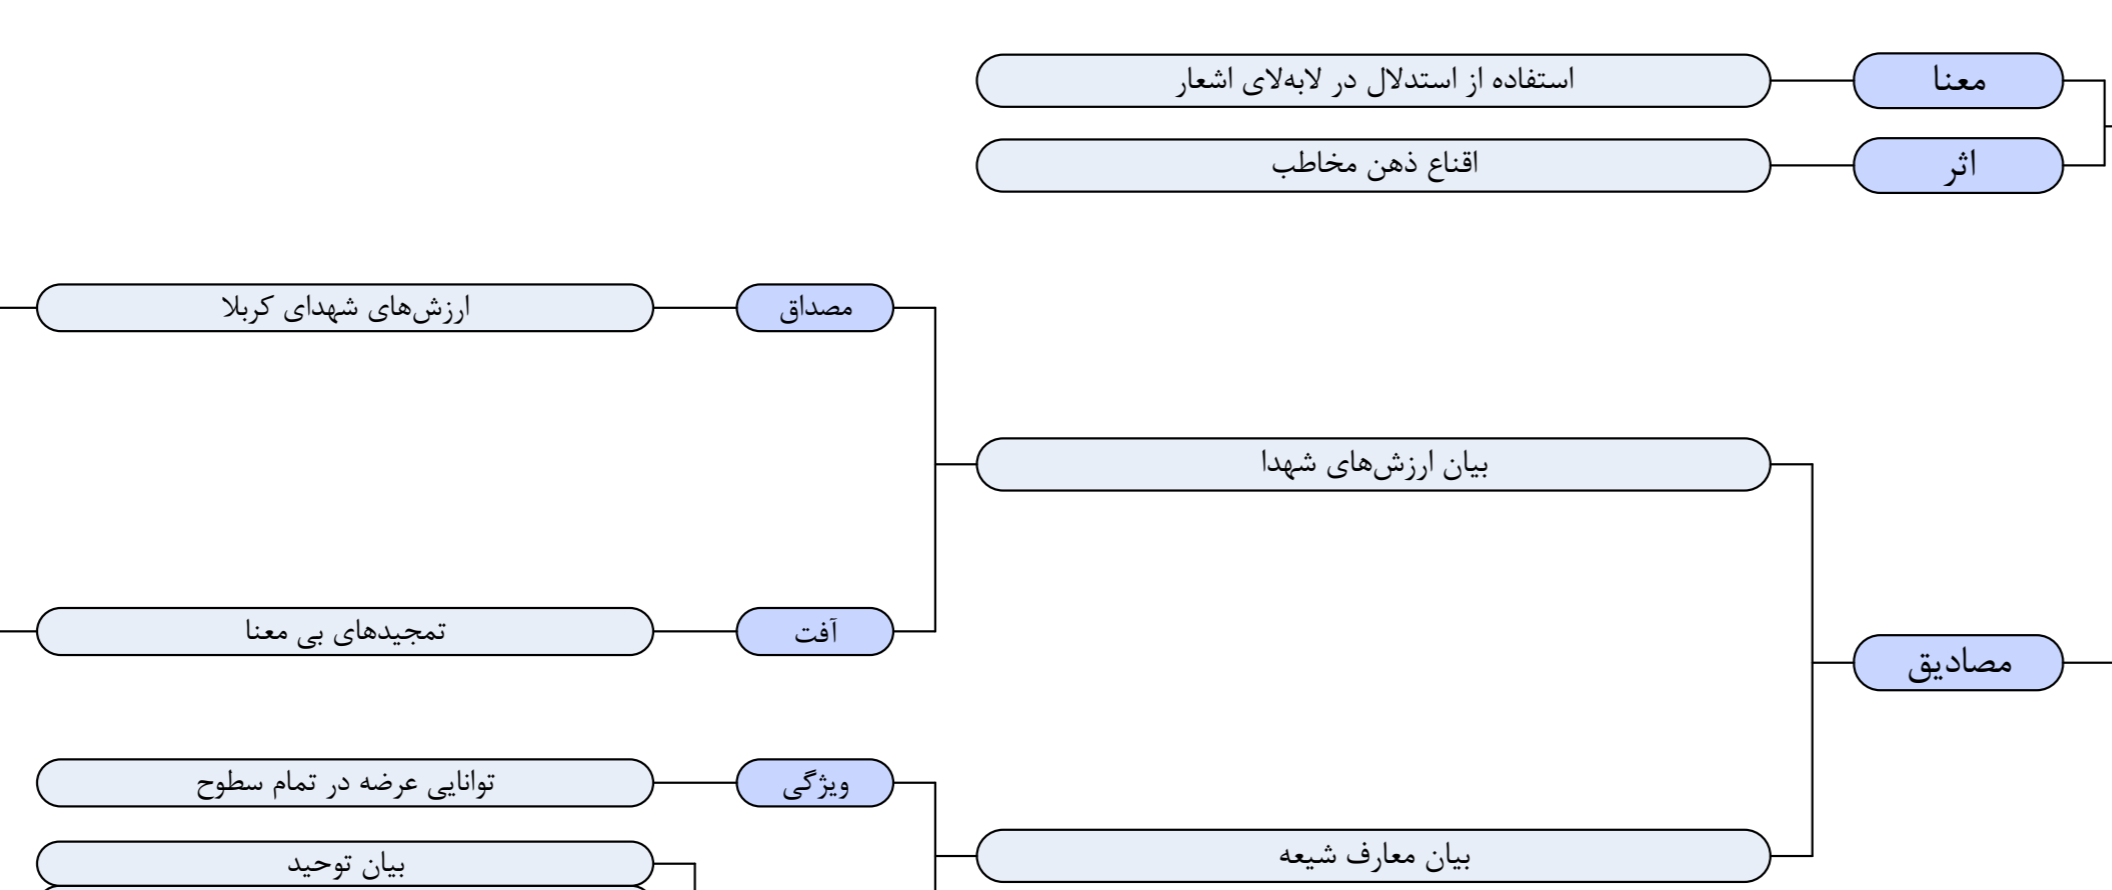 معنا
استفاده از استدلال در لابه‌لای اشعار
اثر
اقناع ذهن مخاطب
مصادیق
بیان ارزش‌های شهدا
مصداق
ارزش‌های شهدای کربلا
آفت
تمجیدهای بی معنا
بیان معارف شیعه
ویژگی
توانایی عرضه در تمام سطوح
بیان توحید